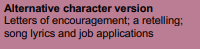 Alternative character version
Letters of encouragement; a retelling;
song lyrics and job applications